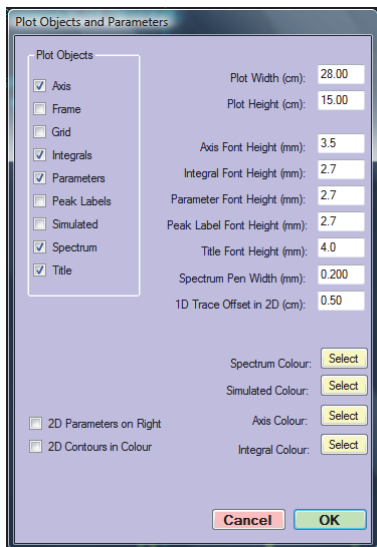 Plot Objects and Parameters
Plot Objects
Axis
Frame
Grid
Integrals
Parameters
Peak Labels
Simulated
Spectrum
Title
Plot Width (cm): 28.00
Plot Height (cm): 15.00
Axis Font Height (mm): 3.5
Integral Font Height (mm): 2.7
Parameter Font Height (mm): 2.7
Peak Label Font Height (mm): 2.7
Title Font Height (mm): 4.0
Spectrum Pen Width (mm): 0.200
1D Trace Offset in 2D (cm): 0.50
Spectrum Colour: Select
Simulated Colour: Select
Axis Colour: Select
Integral Colour: Select
2D Parameters on Right
2D Contours in Colour
Cancel OK